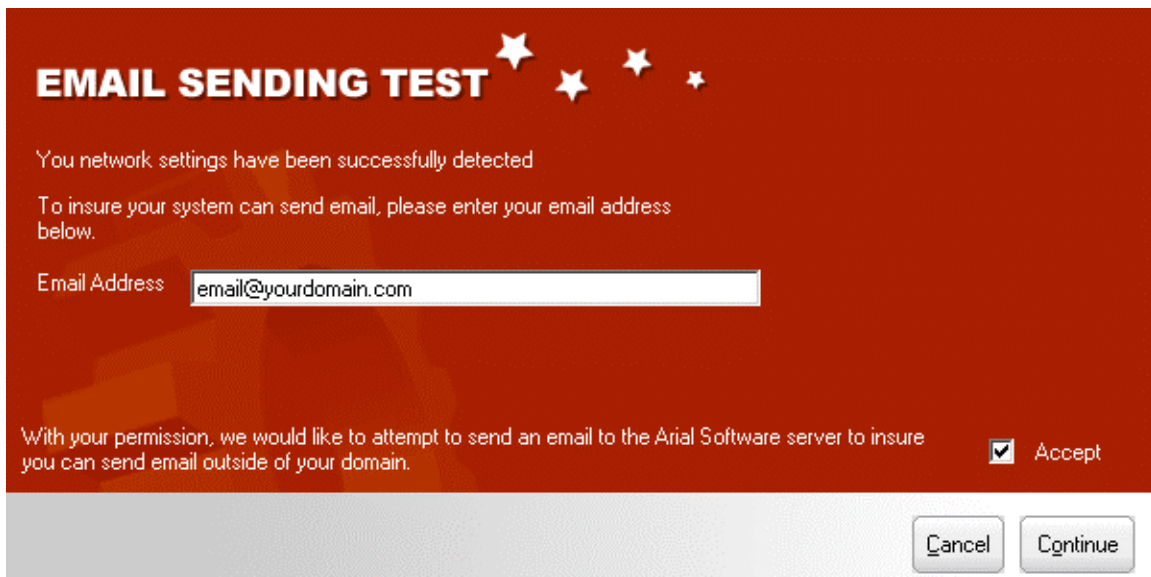 EMAIL SENDING TEST
You network settings have been successfully detected
To insure your system can send email, please enter your email address
below.
Email Address email@yourdomain.com
With your permission, we would like to attempt to send an email to the Arial Software server to insure
you can send email outside of your domain.
Accept
Cancel Continue